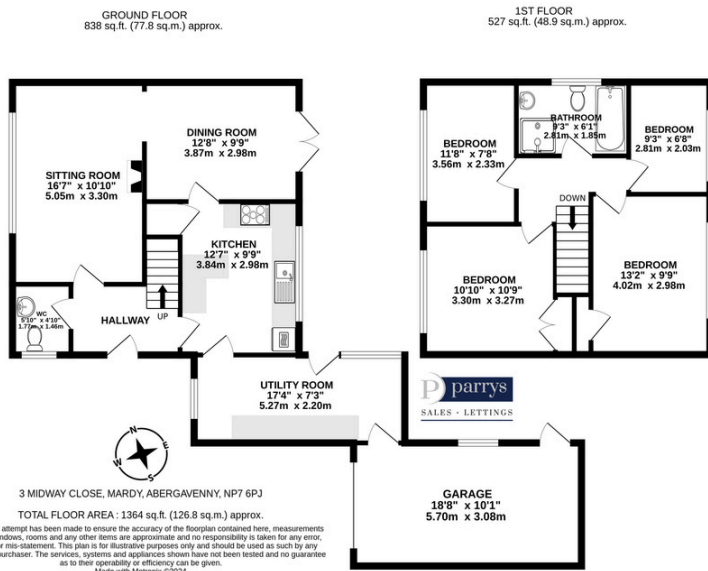 GROUND FLOOR
838 sq.ft. (77.8 sq.m.) approx.
1ST FLOOR
527 sq.ft. (48.9 sq.m.) approx.
DINING ROOM
12'8" x 9'9"
3.87m x 2.98m
SITTING ROOM
16'7" x 10'10"
5.05m x 3.30m
KITCHEN
12'7" x 9'9"
3.84m x 2.98m
WC
5'10" x 4'10"
1.77m x 1.46m
HALLWAY
UP
UTILITY ROOM
17'4" x 7'3"
5.27m x 2.20m
BEDROOM
11'8" x 7'8"
3.56m x 2.33m
BATHROOM
9'3" x 6'1"
2.81m x 1.85m
BEDROOM
9'3" x 6'8"
2.81m x 2.03m
DOWN
BEDROOM
10'10" x 10'9"
3.30m x 3.27m
BEDROOM
13'2" x 9'9"
4.02m x 2.98m
P parrys
SALES · LETTINGS
GARAGE
18'8" x 10'1"
5.70m x 3.08m
N
E
S
W
3 MIDWAY CLOSE, MARDY, ABERGAVENNY, NP7 6PJ
TOTAL FLOOR AREA : 1364 sq.ft. (126.8 sq.m.) approx.
attempt has been made to ensure the accuracy of the floorplan contained here, measurements
ndows, rooms and any other items are approximate and no responsibility is taken for any error,
or mis-statement. This plan is for illustrative purposes only and should be used as such by any
purchaser. The services, systems and appliances shown have not been tested and no guarantee
as to their operability or efficiency can be given.
Made with Metropix ©2024